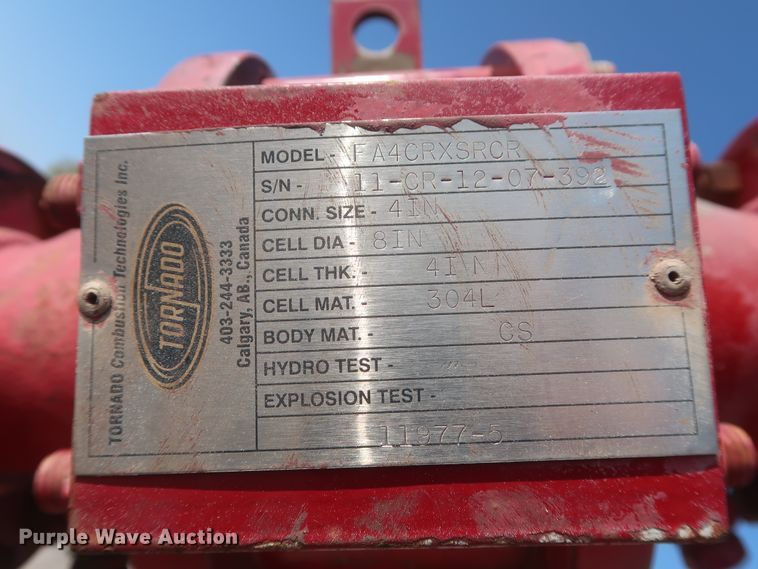 TORNADO Combustion Technologies Inc.
TORNADO
403-244-3333
Calgary, AB., Canada
MODEL - FA4CRXSRCR
S/N - 11-CR-12-07-392
CONN. SIZE - 4IN
CELL DIA - 8IN
CELL THK. - 4IN
CELL MAT. - 304L
BODY MAT. - CS
HYDRO TEST -
EXPLOSION TEST -
11977-5
Purple Wave Auction